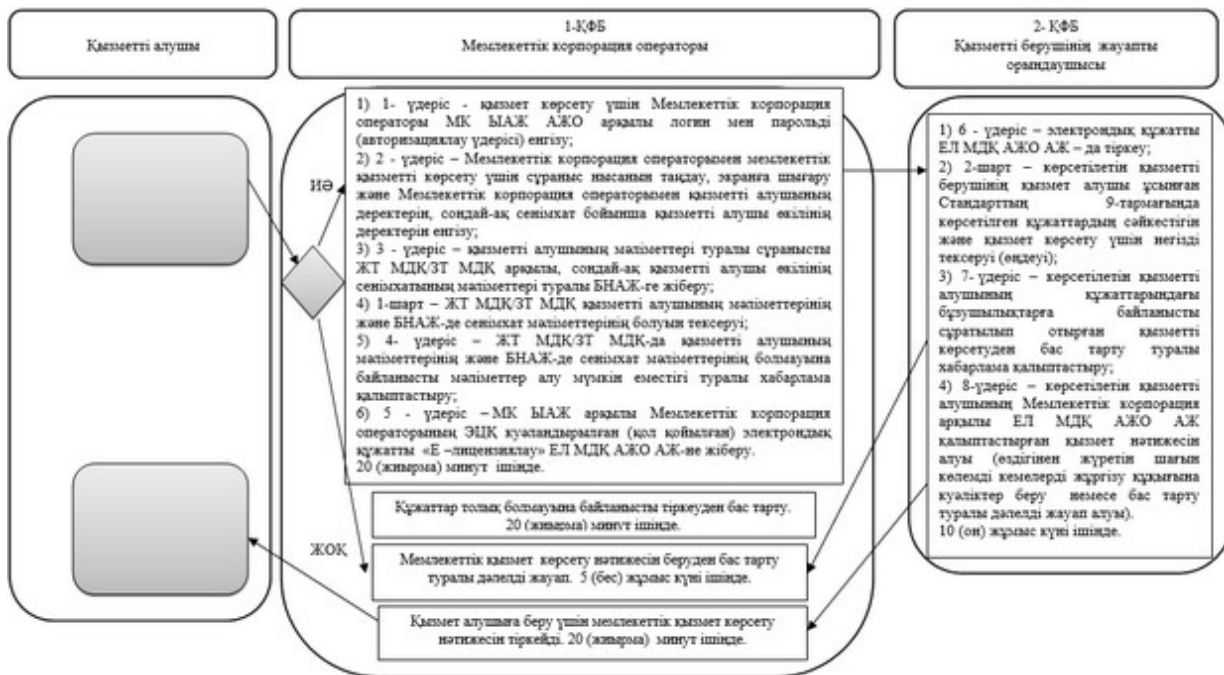 Қызметті алушы
1-ҚФБ
Мемлекеттік корпорация операторы
2- ҚФБ
Қызметті берушінің жауапты
орындаушысы
1) 1- үдеріс - қызмет көрсету үшін Мемлекеттік корпорация
операторы МК ЫАЖ АЖО арқылы логин мен парольді
(авторизациялау үдерісі) енгізу;
2) 2 - үдеріс – Мемлекеттік корпорация операторымен мемлекеттік
қызметті көрсету үшін сұраныс нысанын таңдау, экранға шығару
және Мемлекеттік корпорация операторымен қызметті алушының
деректерін, сондай-ақ сенімхат бойынша қызметті алушы өкілінің
деректерін енгізу;
3) 3 - үдеріс – қызметті алушының мәліметтері туралы сұранысты
ЖТ МДҚ/ЗТ МДҚ арқылы, сондай-ақ қызметті алушы өкілінің
сенімхатының мәліметтері туралы БНАЖ-ге жіберу;
4) 1-шарт – ЖТ МДҚ/ЗТ МДҚ қызметті алушының мәліметтерінің
және БНАЖ-де сенімхат мәліметтерінің болуын тексеруі;
5) 4- үдеріс – ЖТ МДҚ/ЗТ МДҚ-да қызметті алушының
мәліметтерінің және БНАЖ-де сенімхат мәліметтерінің болмауына
байланысты мәліметтер алу мүмкін еместігі туралы хабарлама
қалыптастыру;
6) 5 - үдеріс – МК ЫАЖ арқылы Мемлекеттік корпорация
операторының ЭЦҚ куәландырылған (қол қойылған) электрондық
құжатты «Е –лицензиялау» ЕЛ МДҚ АЖО АЖ-не жіберу.
20 (жиырма) минут ішінде.
ИӘ
ЖОҚ
Құжаттар толық болмауына байланысты тіркеуден бас тарту.
20 (жиырма) минут ішінде.
Мемлекеттік қызмет көрсету нәтижесін беруден бас тарту
туралы дәлелді жауап. 5 (бес) жұмыс күні ішінде.
Қызмет алушыға беру үшін мемлекеттік қызмет көрсету
нәтижесін тіркейді. 20 (жиырма) минут ішінде.
1) 6 - үдеріс – электрондық құжатты
ЕЛ МДҚ АЖО АЖ – да тіркеу;
2) 2-шарт – көрсетілетін қызметті
берушінің қызмет алушы ұсынған
Стандарттың 9-тармағында
көрсетілген құжаттардың сәйкестігін
және қызмет көрсету үшін негізді
тексеруі (өңдеуі);
3) 7- үдеріс – көрсетілетін қызметті
алушының құжаттарындағы
бұзушылықтарға байланысты
сұратылып отырған қызметті
көрсетуден бас тарту туралы
хабарлама қалыптастыру;
4) 8-үдеріс – көрсетілетін қызметті
алушының Мемлекеттік корпорация
арқылы ЕЛ МДҚ АЖО АЖ
қалыптастырған қызмет нәтижесін
алуы (өздігінен жүретін шағын
көлемді кемелерді жүргізу құқығына
куәліктер беру немесе бас тарту
туралы дәлелді жауап алуы).
10 (он) жұмыс күні ішінде.